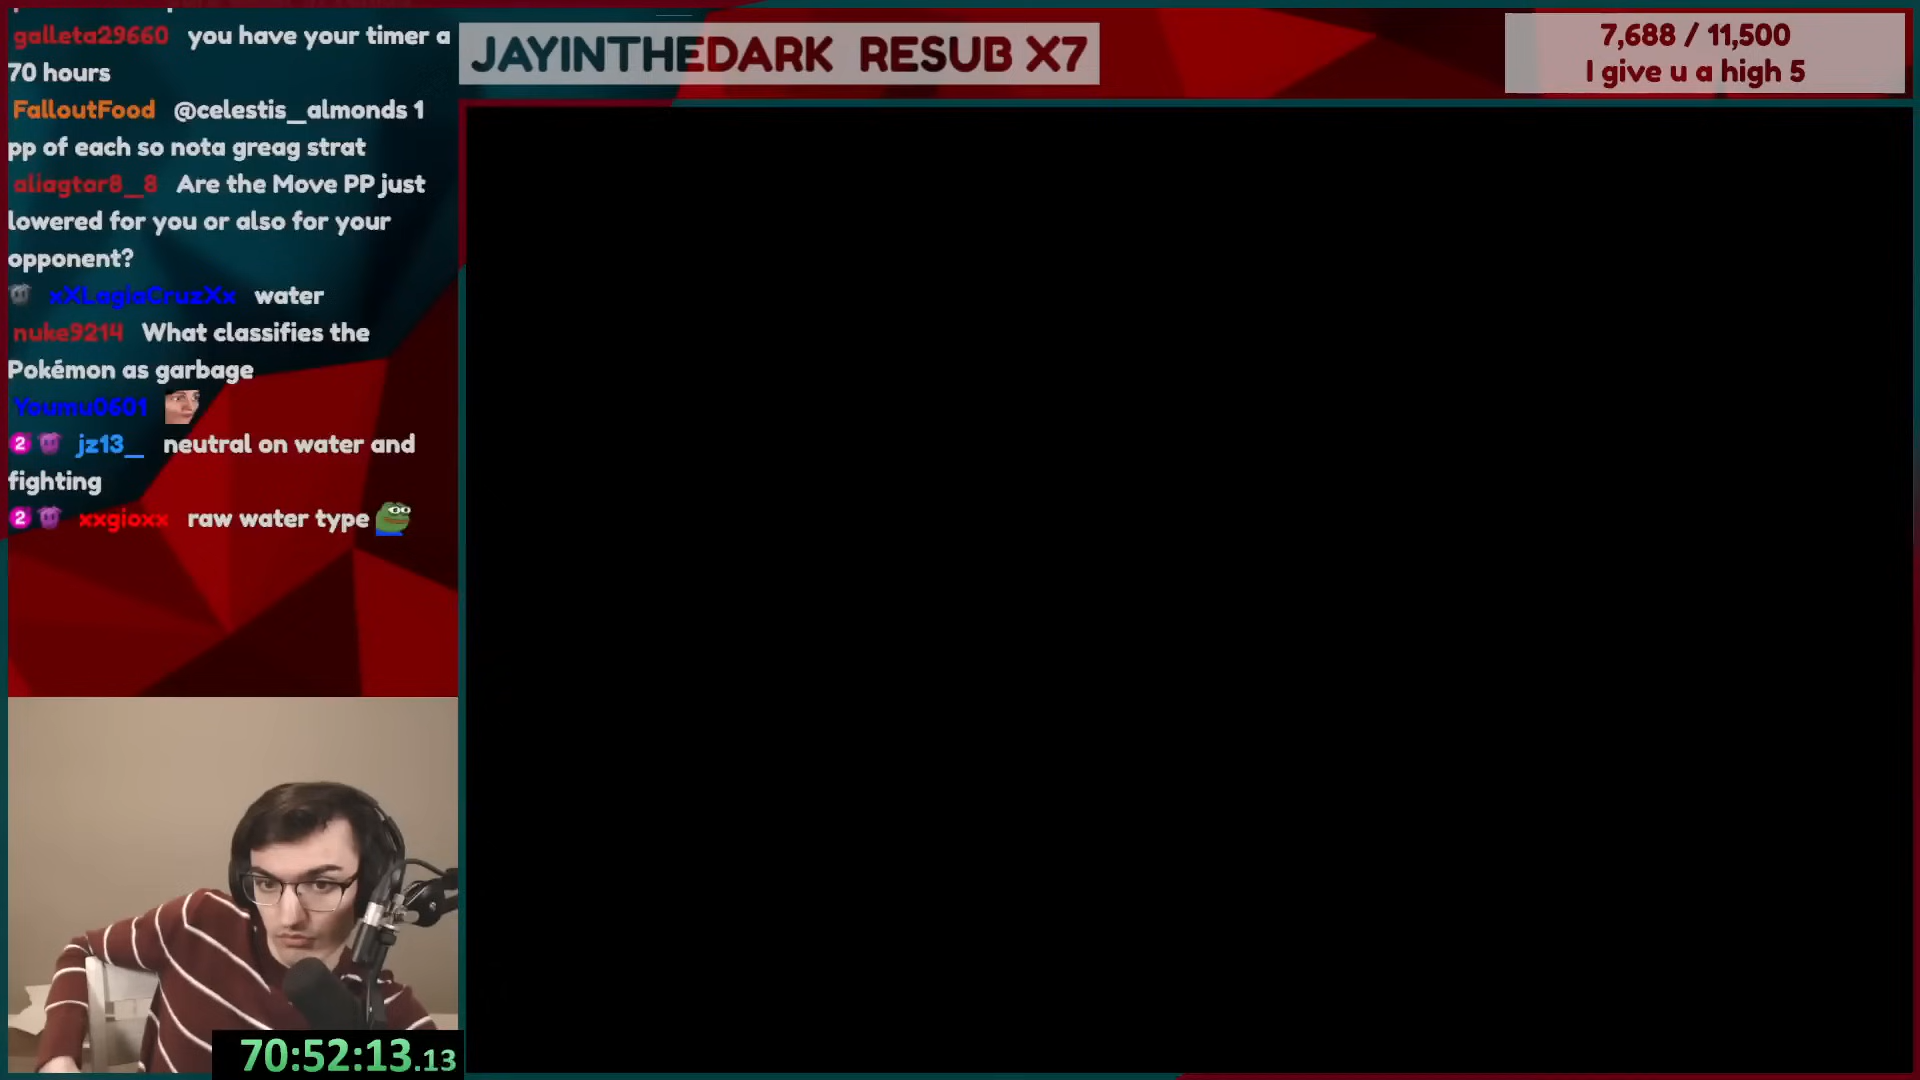 galleta29660 you have your timer a
70 hours
FalloutFood @celestis_almonds 1
pp of each so nota greag strat
aliagtor8_8 Are the Move PP just
lowered for you or also for your
opponent?
xXLagiaCruzXx water
nuke9214 What classifies the
Pokémon as garbage
Youmu0601
2 jz13_ neutral on water and
fighting
2 xxgioxx raw water type
JAYINTHEDARK RESUB X7
7,688 / 11,500
I give u a high 5
70:52:13.13